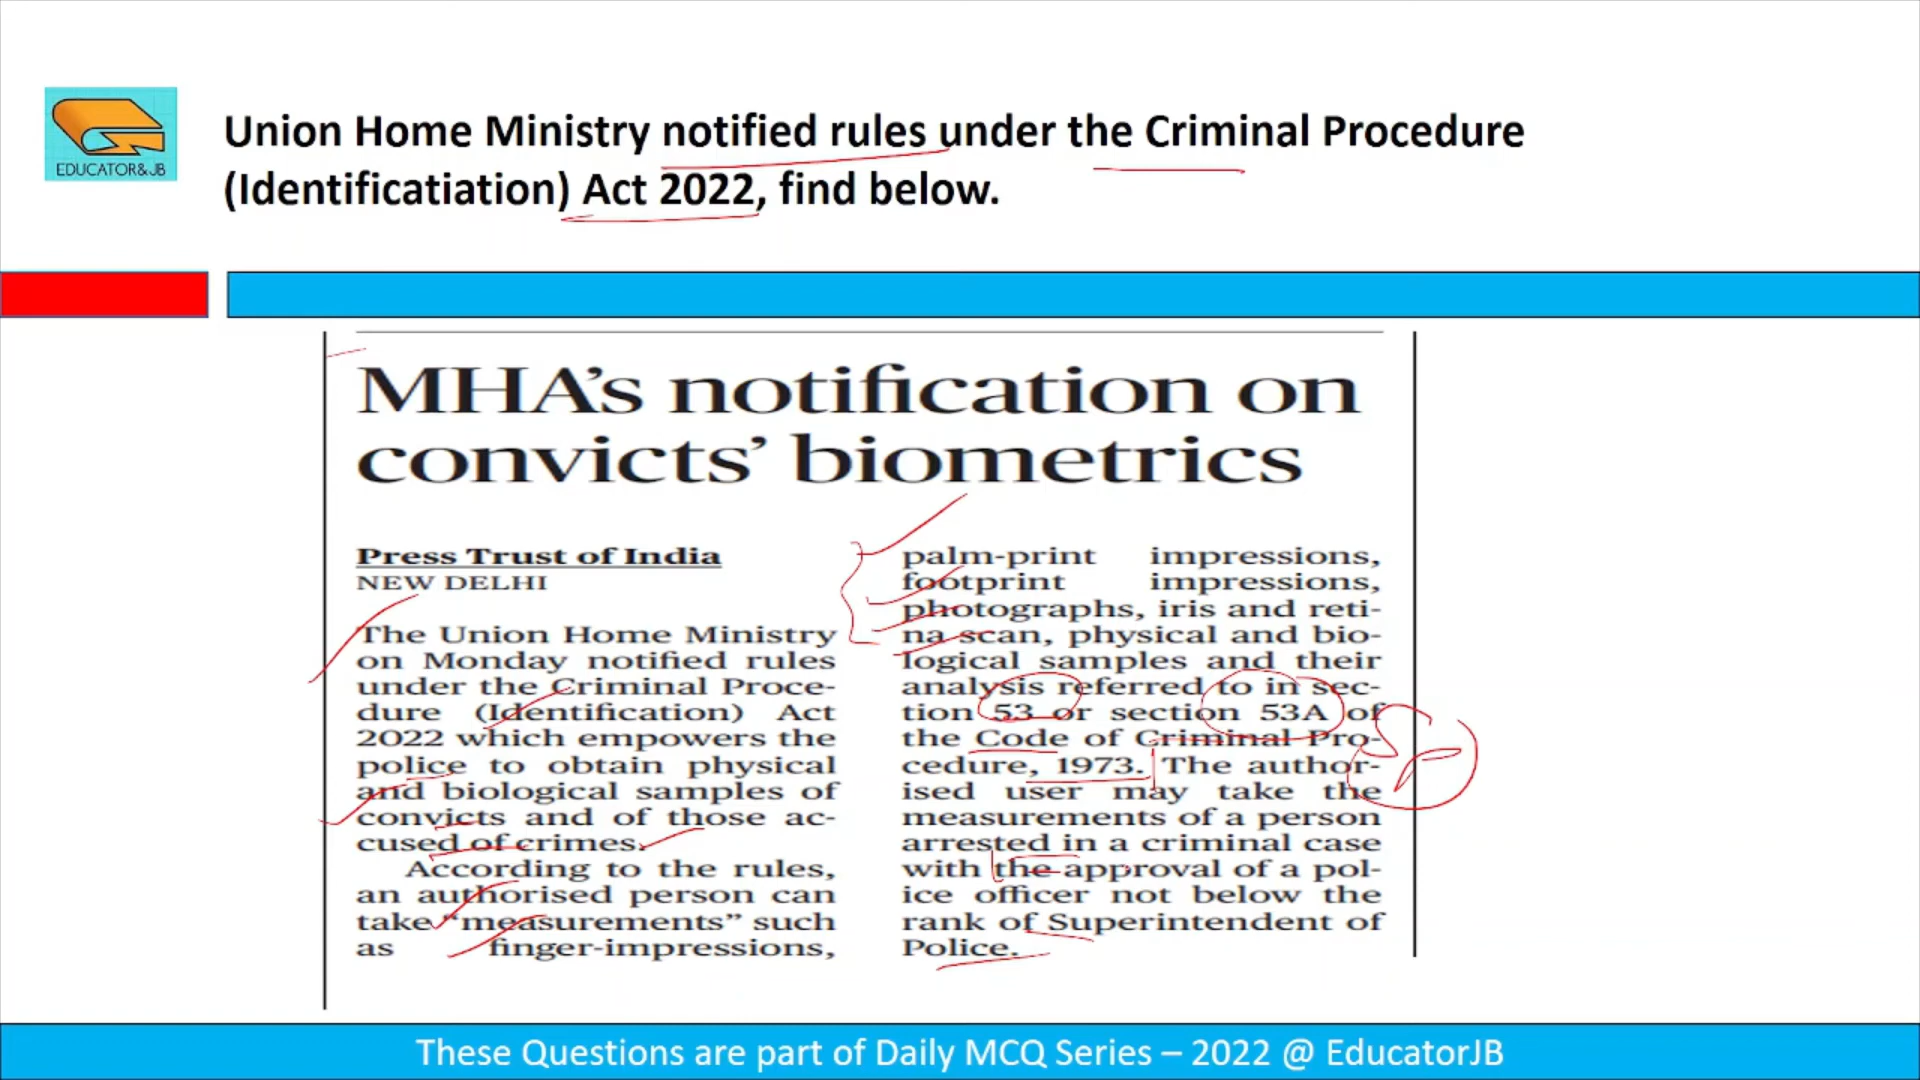 EDUCATOR&JB
Union Home Ministry notified rules under the Criminal Procedure
(Identificatiation) Act 2022, find below.
MHA’s notification on
convicts’ biometrics
Press Trust of India
NEW DELHI
The Union Home Ministry
on Monday notified rules
under the Criminal Proce-
dure (Identification) Act
2022 which empowers the
police to obtain physical
and biological samples of
convicts and of those ac-
cused of crimes.
According to the rules,
an authorised person can
take “measurements” such
as finger-impressions,
palm-print impressions,
footprint impressions,
photographs, iris and reti-
na scan, physical and bio-
logical samples and their
analysis referred to in sec-
tion 53 or section 53A of
the Code of Criminal Pro-
cedure, 1973. The author-
ised user may take the
measurements of a person
arrested in a criminal case
with the approval of a pol-
ice officer not below the
rank of Superintendent of
Police.
SP
These Questions are part of Daily MCQ Series – 2022 @ EducatorJB